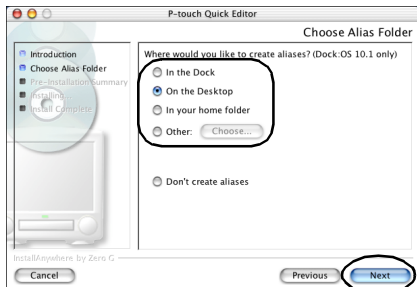 P-touch Quick Editor
Choose Alias Folder
Introduction
Choose Alias Folder
Pre-Installation Summary
Installing...
Install Complete
Where would you like to create aliases? (Dock:OS 10.1 only)
In the Dock
On the Desktop
In your home folder
Other: Choose...
Don't create aliases
InstallAnywhere by Zero G
Cancel
Previous
Next